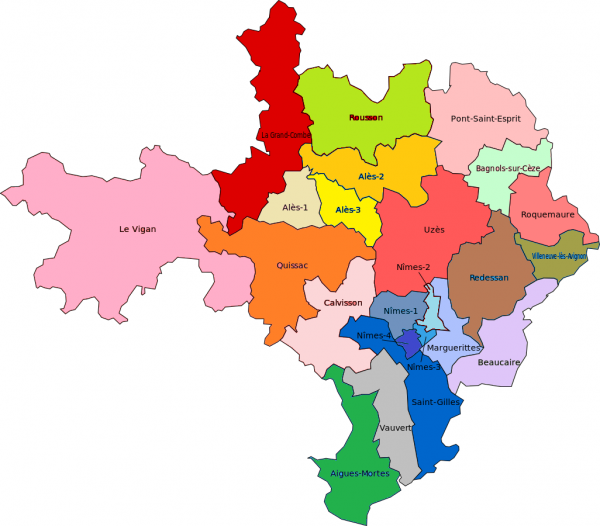 Rousson
Pont-Saint-Esprit
La Grand-Combe
Bagnols-sur-Cèze
Alès-2
Alès-1
Alès-3
Roquemaure
Le Vigan
Uzès
Villeneuve-lès-Avignon
Quissac
Nîmes-2
Redessan
Calvisson
Nîmes-1
Nîmes-4
Marguerittes
Beaucaire
Nîmes-3
Saint-Gilles
Vauvert
Aigues-Mortes